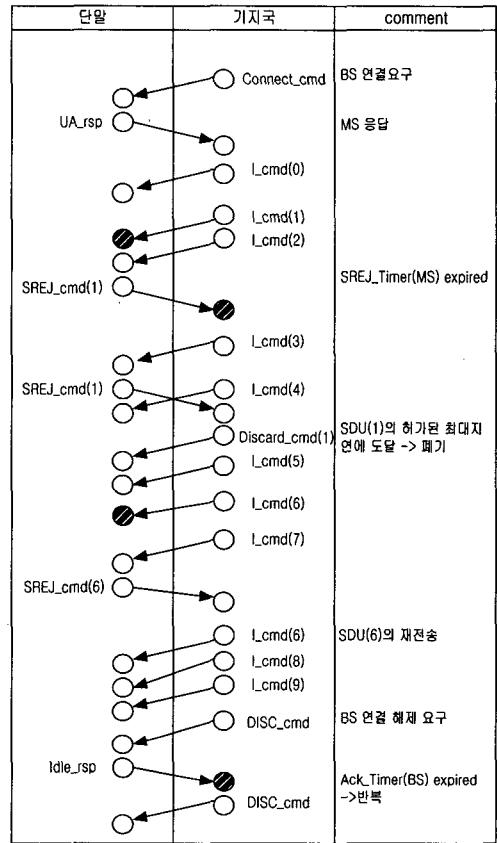 단말 기지국 comment
Connect_cmd BS 연결요구
UA_rsp MS 응답
I_cmd(0)
I_cmd(1)
I_cmd(2)
SREJ_cmd(1) SREJ_Timer(MS) expired
I_cmd(3)
SREJ_cmd(1) I_cmd(4)
Discard_cmd(1) SDU(1)의 허가된 최대지
연에 도달 -> 폐기
I_cmd(5)
I_cmd(6)
I_cmd(7)
SREJ_cmd(6)
I_cmd(6) SDU(6)의 재전송
I_cmd(8)
I_cmd(9)
DISC_cmd BS 연결 해제 요구
Idle_rsp
Ack_Timer(BS) expired
DISC_cmd ->반복